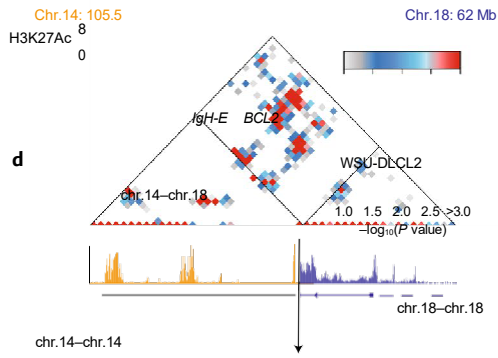 Chr.14: 105.5
Chr.18: 62 Mb
H3K27Ac
8
0
IgH-E
BCL2
d
WSU-DLCL2
chr.14–chr.18
1.0 1.5 2.0 2.5 >3.0
–log₁₀(P value)
chr.18–chr.18
chr.14–chr.14